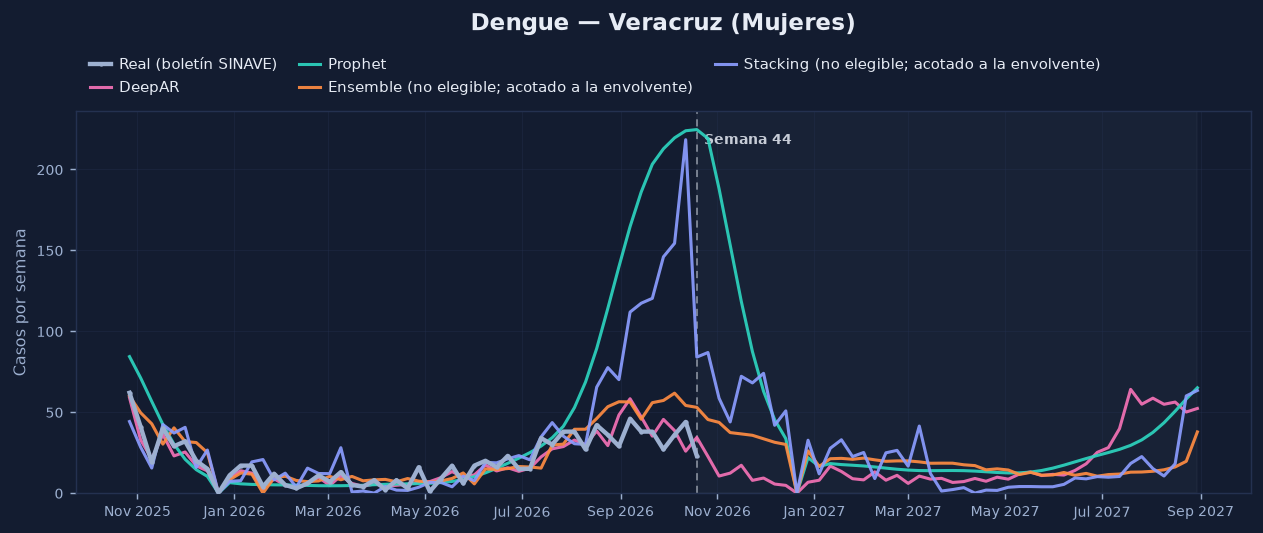 Dengue — Veracruz (Mujeres)
Real (boletín SINAVE)
Prophet
Stacking (no elegible; acotado a la envolvente)
DeepAR
Ensemble (no elegible; acotado a la envolvente)
Semana 44
Casos por semana
200
150
100
50
0
Nov 2025
Jan 2026
Mar 2026
May 2026
Jul 2026
Sep 2026
Nov 2026
Jan 2027
Mar 2027
May 2027
Jul 2027
Sep 2027